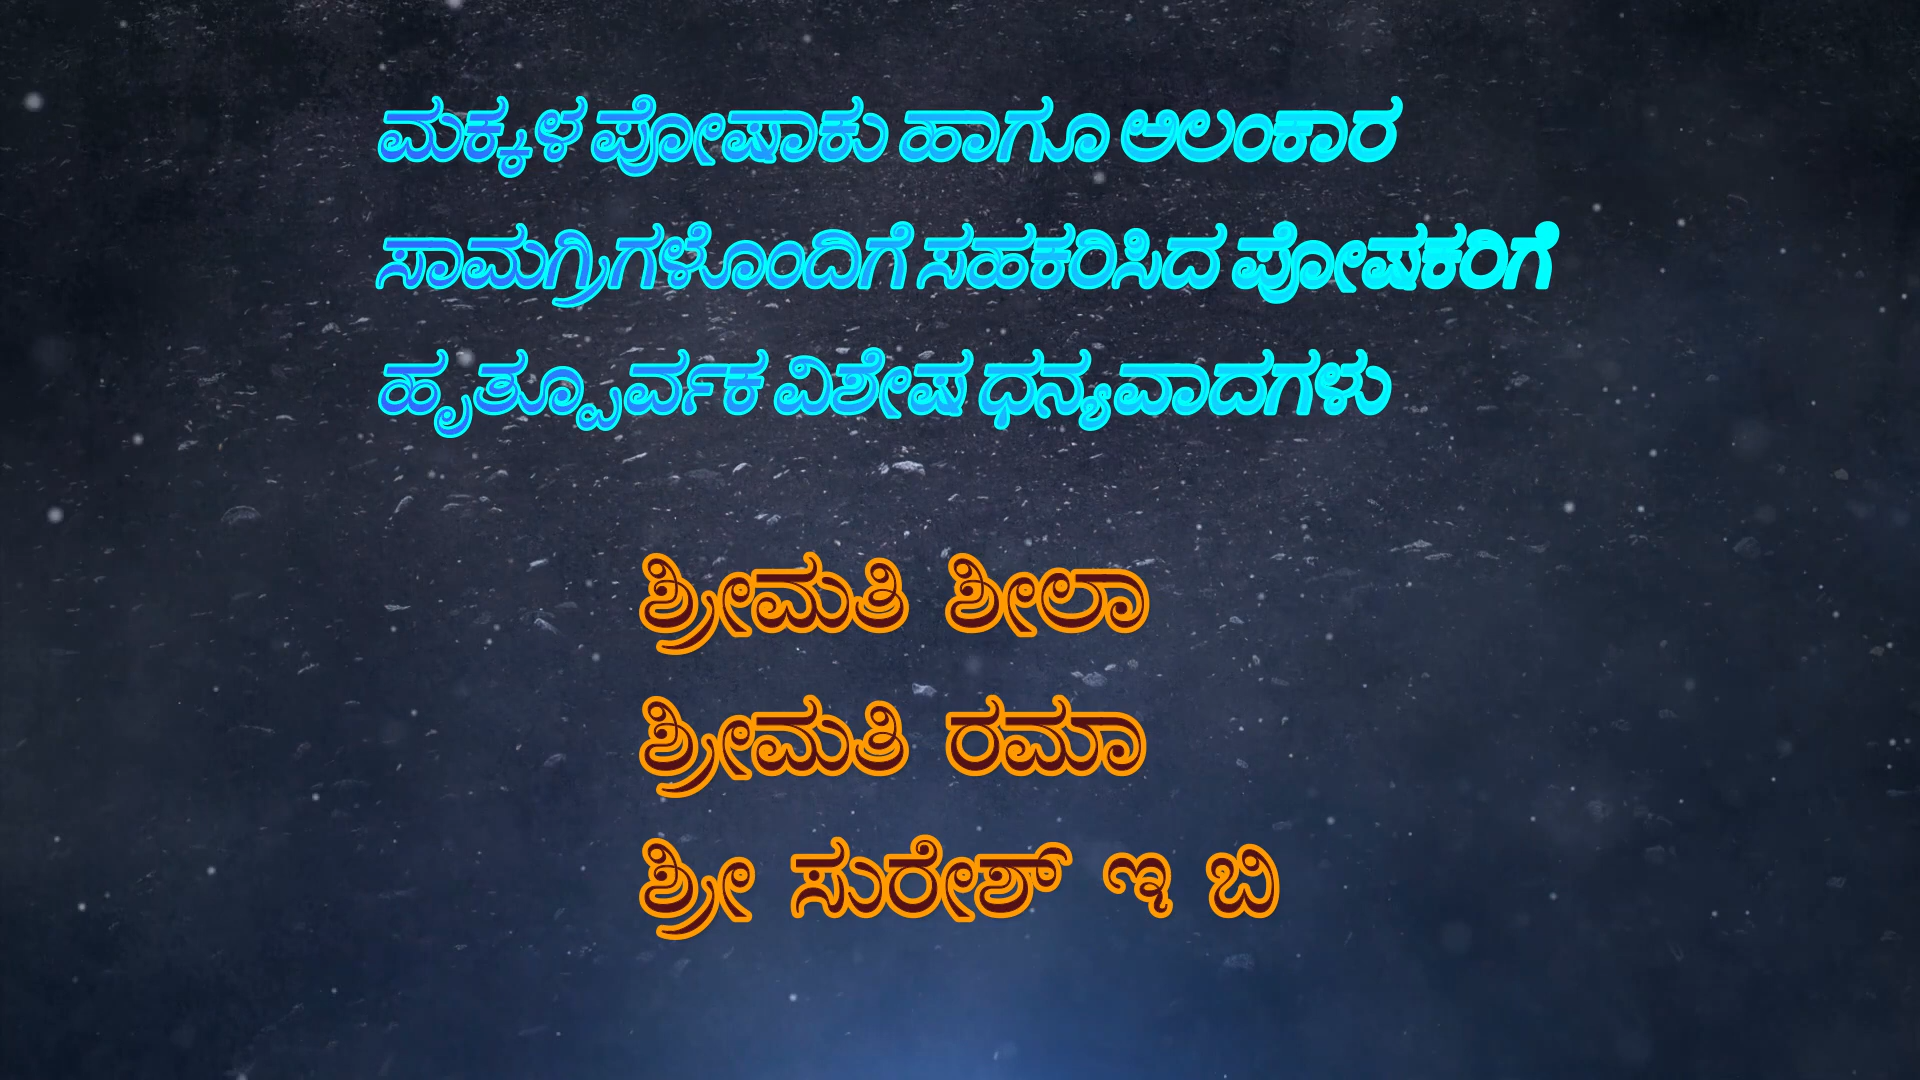 ಮಕ್ಕಳ ಪೋಷಾಕು ಹಾಗೂ ಅಲಂಕಾರ
ಸಾಮಗ್ರಿಗಳೊಂದಿಗೆ ಸಹಕರಿಸಿದ ಪೋಷಕರಿಗೆ
ಹೃತ್ಪೂರ್ವಕ ವಿಶೇಷ ಧನ್ಯವಾದಗಳು
ಶ್ರೀಮತಿ ಶೀಲಾ
ಶ್ರೀಮತಿ ರಮಾ
ಶ್ರೀ ಸುರೇಶ್ ಇ ಬಿ